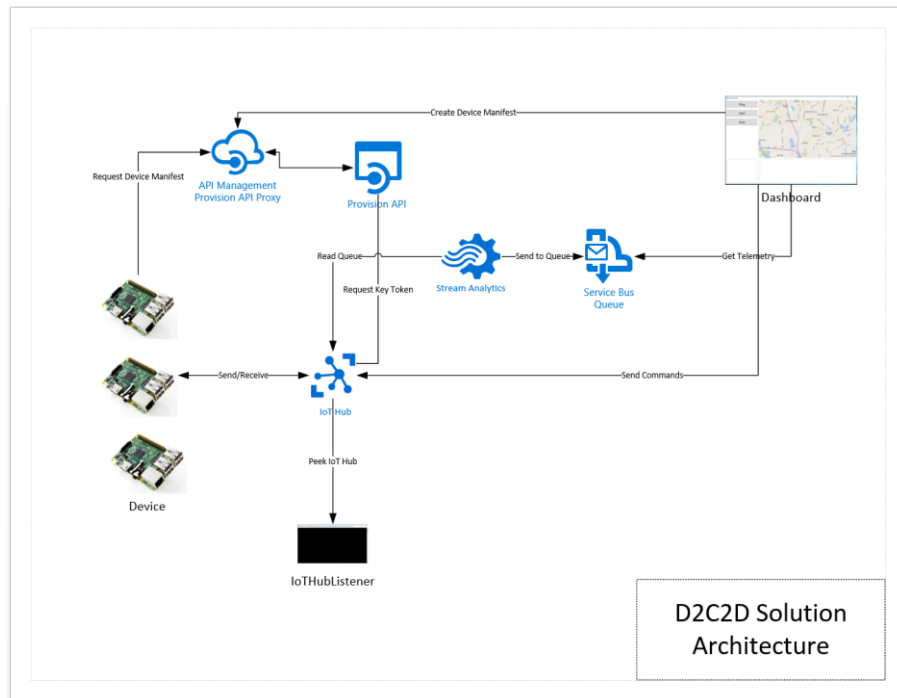 Create Device Manifest
Request Device Manifest
API Management
Provision API Proxy
Provision API
Dashboard
Read Queue
Send to Queue
Get Telemetry
Stream Analytics
Request Key Token
Service Bus
Queue
Send/Receive
Send Commands
IoT Hub
Peek IoT Hub
Device
IoTHubListener
D2C2D Solution
Architecture